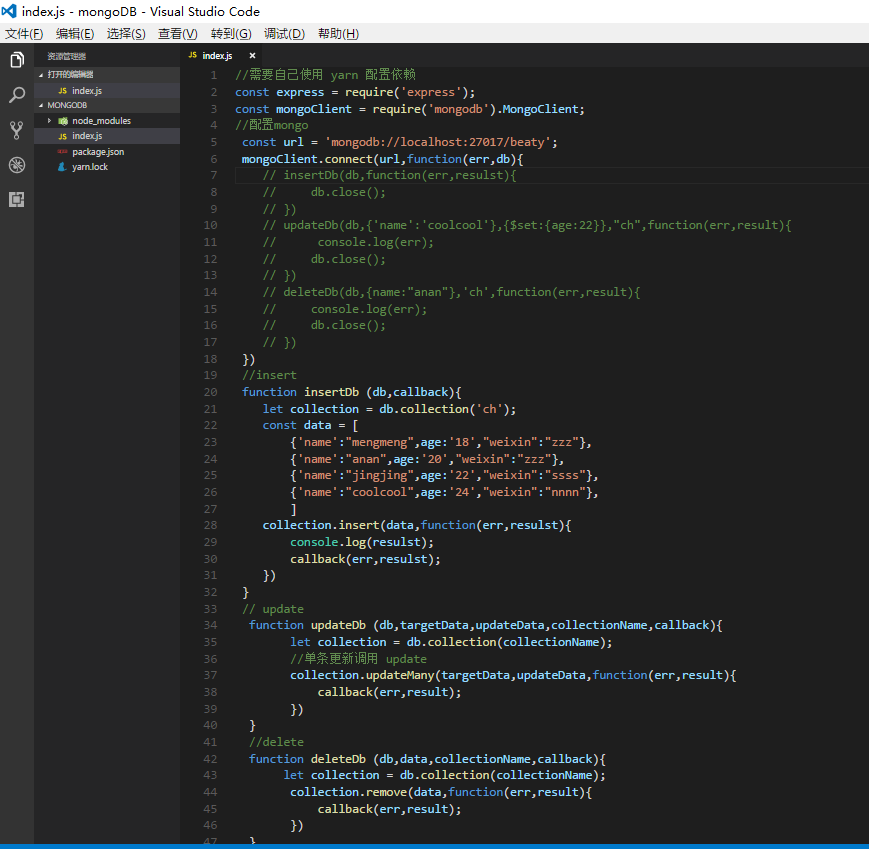 index.js - mongoDB - Visual Studio Code
文件(F) 编辑(E) 选择(S) 查看(V) 转到(G) 调试(D) 帮助(H)
资源管理器
打开的编辑器
JS index.js
MONGODB
node_modules
JS index.js
package.json
yarn.lock
JS index.js ×
1 //需要自己使用 yarn 配置依赖
2 const express = require('express');
3 const mongoClient = require('mongodb').MongoClient;
4 //配置mongo
5 const url = 'mongodb://localhost:27017/beaty';
6 mongoClient.connect(url,function(err,db){
7 // insertDb(db,function(err,resulst){
8 // db.close();
9 // })
10 // updateDb(db,{'name':'coolcool'},{$set:{age:22}},"ch",function(err,result){
11 // console.log(err);
12 // db.close();
13 // })
14 // deleteDb(db,{name:"anan"},'ch',function(err,result){
15 // console.log(err);
16 // db.close();
17 // })
18 })
19 //insert
20 function insertDb (db,callback){
21 let collection = db.collection('ch');
22 const data = [
23 {'name':"mengmeng",age:'18',"weixin":"zzz"},
24 {'name':"anan",age:'20',"weixin":"zzz"},
25 {'name':"jingjing",age:'22',"weixin":"ssss"},
26 {'name':"coolcool",age:'24',"weixin":"nnnn"},
27 ]
28 collection.insert(data,function(err,resulst){
29 console.log(resulst);
30 callback(err,resulst);
31 })
32 }
33 // update
34 function updateDb (db,targetData,updateData,collectionName,callback){
35 let collection = db.collection(collectionName);
36 //单条更新调用 update
37 collection.updateMany(targetData,updateData,function(err,result){
38 callback(err,result);
39 })
40 }
41 //delete
42 function deleteDb (db,data,collectionName,callback){
43 let collection = db.collection(collectionName);
44 collection.remove(data,function(err,result){
45 callback(err,result);
46 })
47 }